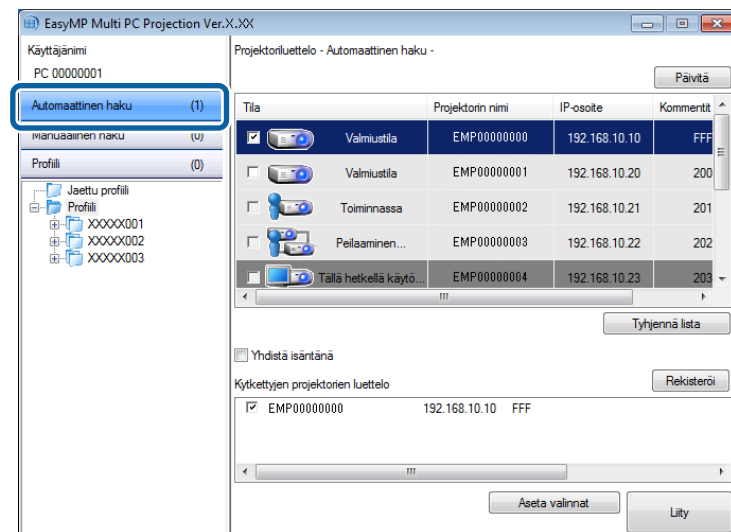 EasyMP Multi PC Projection Ver.X.XX
Käyttäjänimi
PC 00000001
Automaattinen haku (1)
Manuaalinen haku (0)
Profiili (0)
Jaettu profiili
Profiili
XXXXX001
XXXXX002
XXXXX003
Projektoriluettelo - Automaattinen haku -
Päivitä
Tila Projektorin nimi IP-osoite Kommentit
Valmiustila EMP00000000 192.168.10.10 FFF
Valmiustila EMP00000001 192.168.10.20 200
Toiminnassa EMP00000002 192.168.10.21 201
Peilaaminen... EMP00000003 192.168.10.22 202
Tällä hetkellä käytö... EMP00000004 192.168.10.23 203
Tyhjennä lista
Yhdistä isäntänä
Kytkettyjen projektorien luettelo
Rekisteröi
EMP00000000 192.168.10.10 FFF
Aseta valinnat
Liity